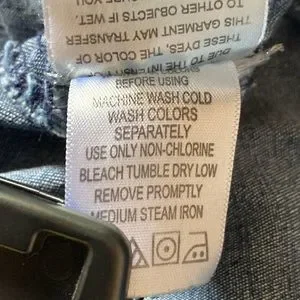 DUE TO THE INTENSITY
THESE DYES, THE COLOR OF
THIS GARMENT MAY TRANSFER
TO OTHER OBJECTS IF WET.
BEFORE USING
MACHINE WASH COLD
WASH COLORS
SEPARATELY
USE ONLY NON-CHLORINE
BLEACH TUMBLE DRY LOW
REMOVE PROMPTLY
MEDIUM STEAM IRON